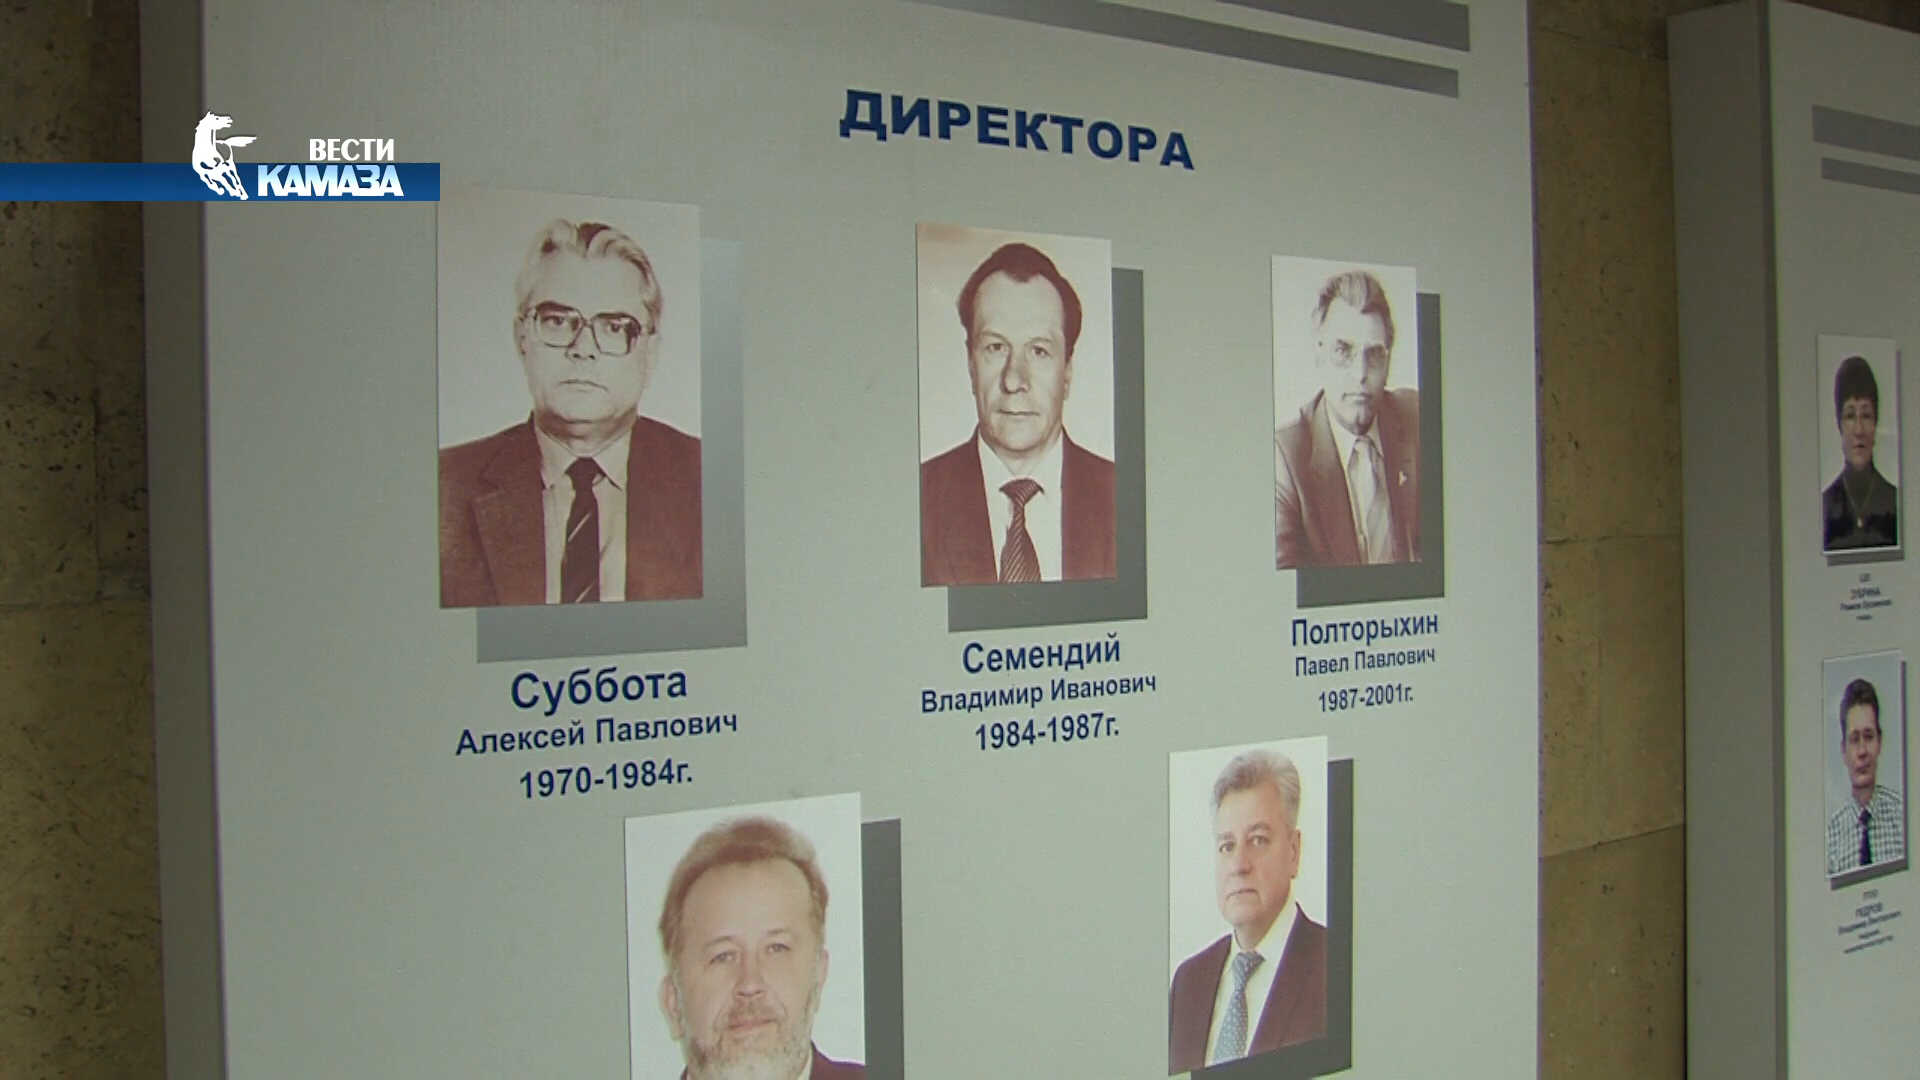 ВЕСТИ
КАМАЗА
ДИРЕКТОРА
Суббота
Алексей Павлович
1970-1984г.
Семендий
Владимир Иванович
1984-1987г.
Полторыхин
Павел Павлович
1987-2001г.